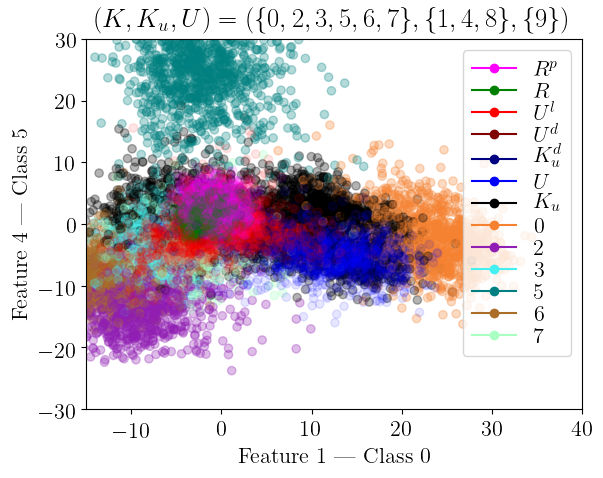 (K, K_u, U) = ({0, 2, 3, 5, 6, 7}, {1, 4, 8}, {9})
30
20
10
0
−10
−20
−30
Feature 4 — Class 5
R^p
R
U^l
U^d
K_u^d
U
K_u
0
2
3
5
6
7
−10
0
10
20
30
40
Feature 1 — Class 0